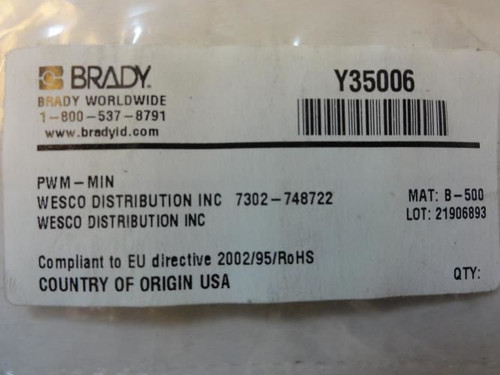 BRADY.
BRADY WORLDWIDE
1-800-537-8791
www.bradyid.com
Y35006
PWM-MIN
WESCO DISTRIBUTION INC 7302-748722
WESCO DISTRIBUTION INC
MAT: B-500
LOT: 21906893
Compliant to EU directive 2002/95/RoHS
COUNTRY OF ORIGIN USA
QTY: